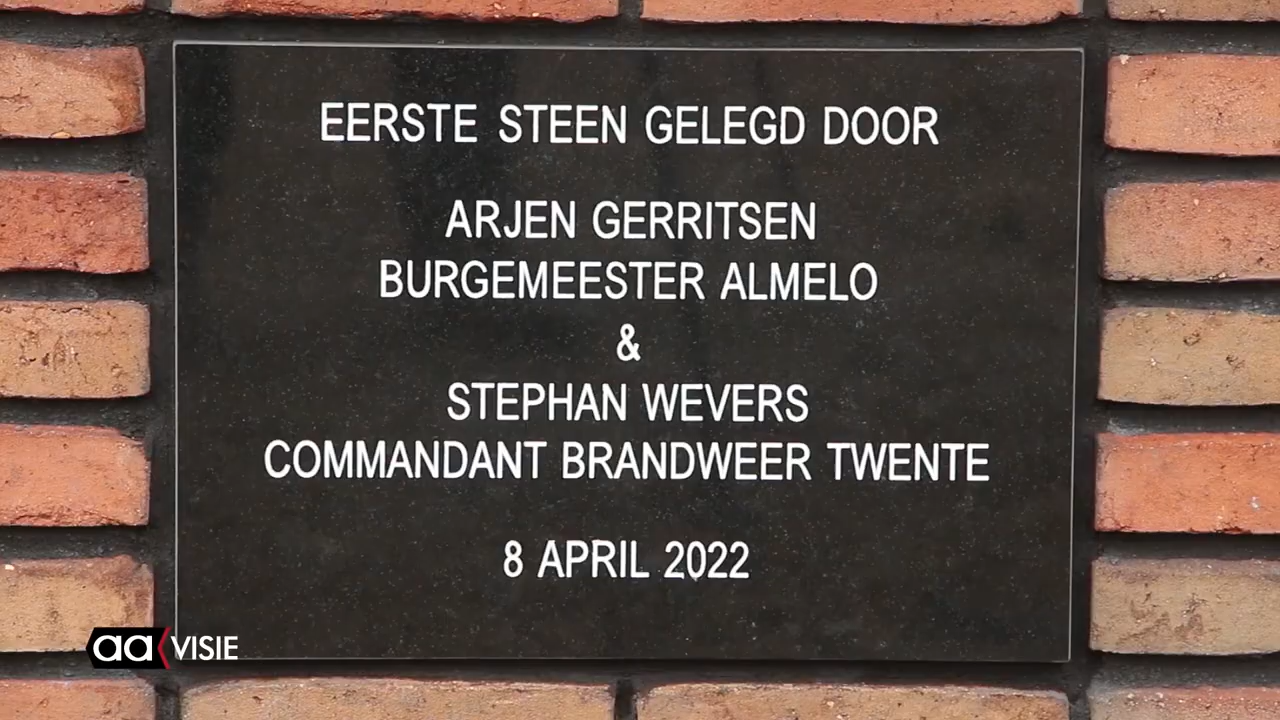 EERSTE STEEN GELEGD DOOR
ARJEN GERRITSEN
BURGEMEESTER ALMELO
&
STEPHAN WEVERS
COMMANDANT BRANDWEER TWENTE
8 APRIL 2022
aa VISIE